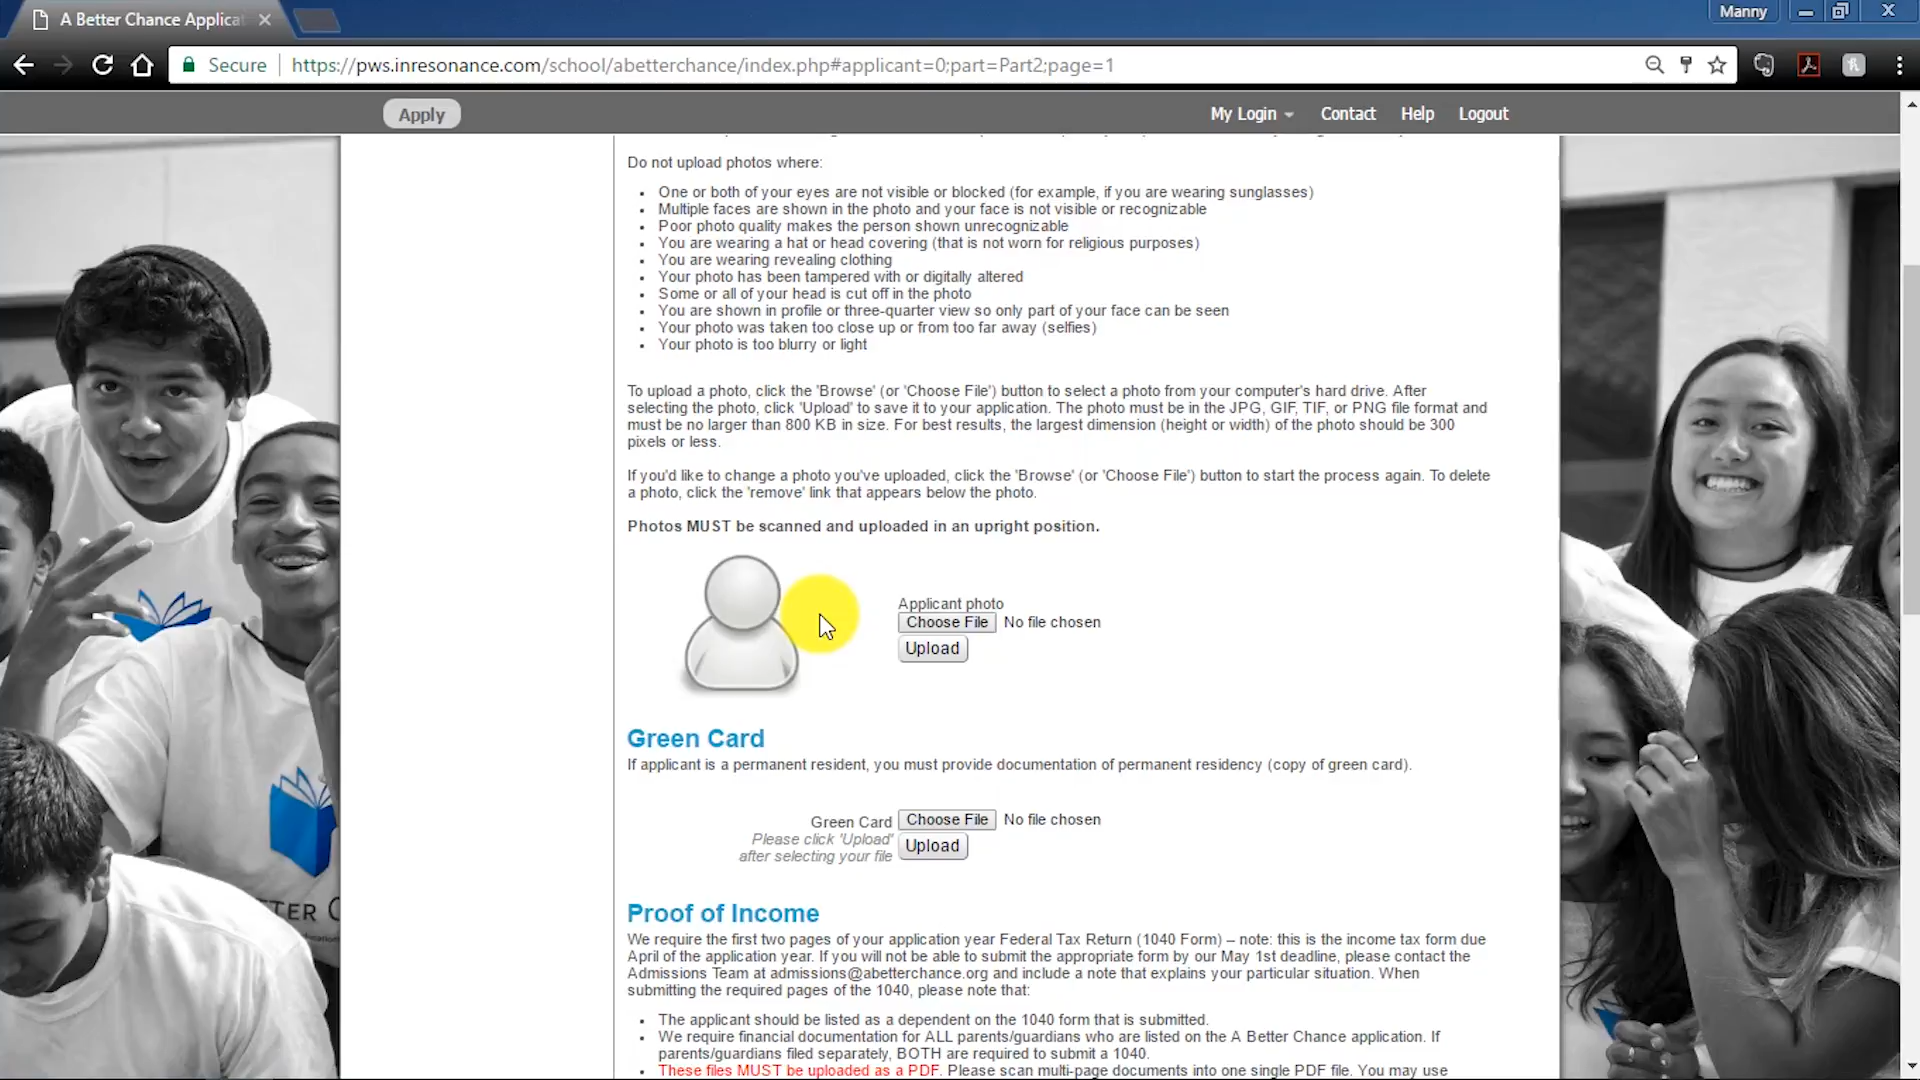 A Better Chance Applica
Manny
Secure
https://pws.inresonance.com/school/abetterchance/index.php#applicant=0;part=Part2;page=1
Apply
My Login
Contact
Help
Logout
Do not upload photos where:
One or both of your eyes are not visible or blocked (for example, if you are wearing sunglasses)
Multiple faces are shown in the photo and your face is not visible or recognizable
Poor photo quality makes the person shown unrecognizable
You are wearing a hat or head covering (that is not worn for religious purposes)
You are wearing revealing clothing
Your photo has been tampered with or digitally altered
Some or all of your head is cut off in the photo
You are shown in profile or three-quarter view so only part of your face can be seen
Your photo was taken too close up or from too far away (selfies)
Your photo is too blurry or light
To upload a photo, click the 'Browse' (or 'Choose File') button to select a photo from your computer's hard drive. After
selecting the photo, click 'Upload' to save it to your application. The photo must be in the JPG, GIF, TIF, or PNG file format and
must be no larger than 800 KB in size. For best results, the largest dimension (height or width) of the photo should be 300
pixels or less.
If you'd like to change a photo you've uploaded, click the 'Browse' (or 'Choose File') button to start the process again. To delete
a photo, click the 'remove' link that appears below the photo.
Photos MUST be scanned and uploaded in an upright position.
Applicant photo
Choose File No file chosen
Upload
Green Card
If applicant is a permanent resident, you must provide documentation of permanent residency (copy of green card).
Green Card Choose File No file chosen
Please click 'Upload'
after selecting your file
Upload
Proof of Income
We require the first two pages of your application year Federal Tax Return (1040 Form) – note: this is the income tax form due
April of the application year. If you will not be able to submit the appropriate form by our May 1st deadline, please contact the
Admissions Team at admissions@abetterchance.org and include a note that explains your particular situation. When
submitting the required pages of the 1040, please note that:
The applicant should be listed as a dependent on the 1040 form that is submitted.
We require financial documentation for ALL parents/guardians who are listed on the A Better Chance application. If
parents/guardians filed separately, BOTH are required to submit a 1040.
These files MUST be uploaded as a PDF. Please scan multi-page documents into one single PDF file. You may use
TTER C